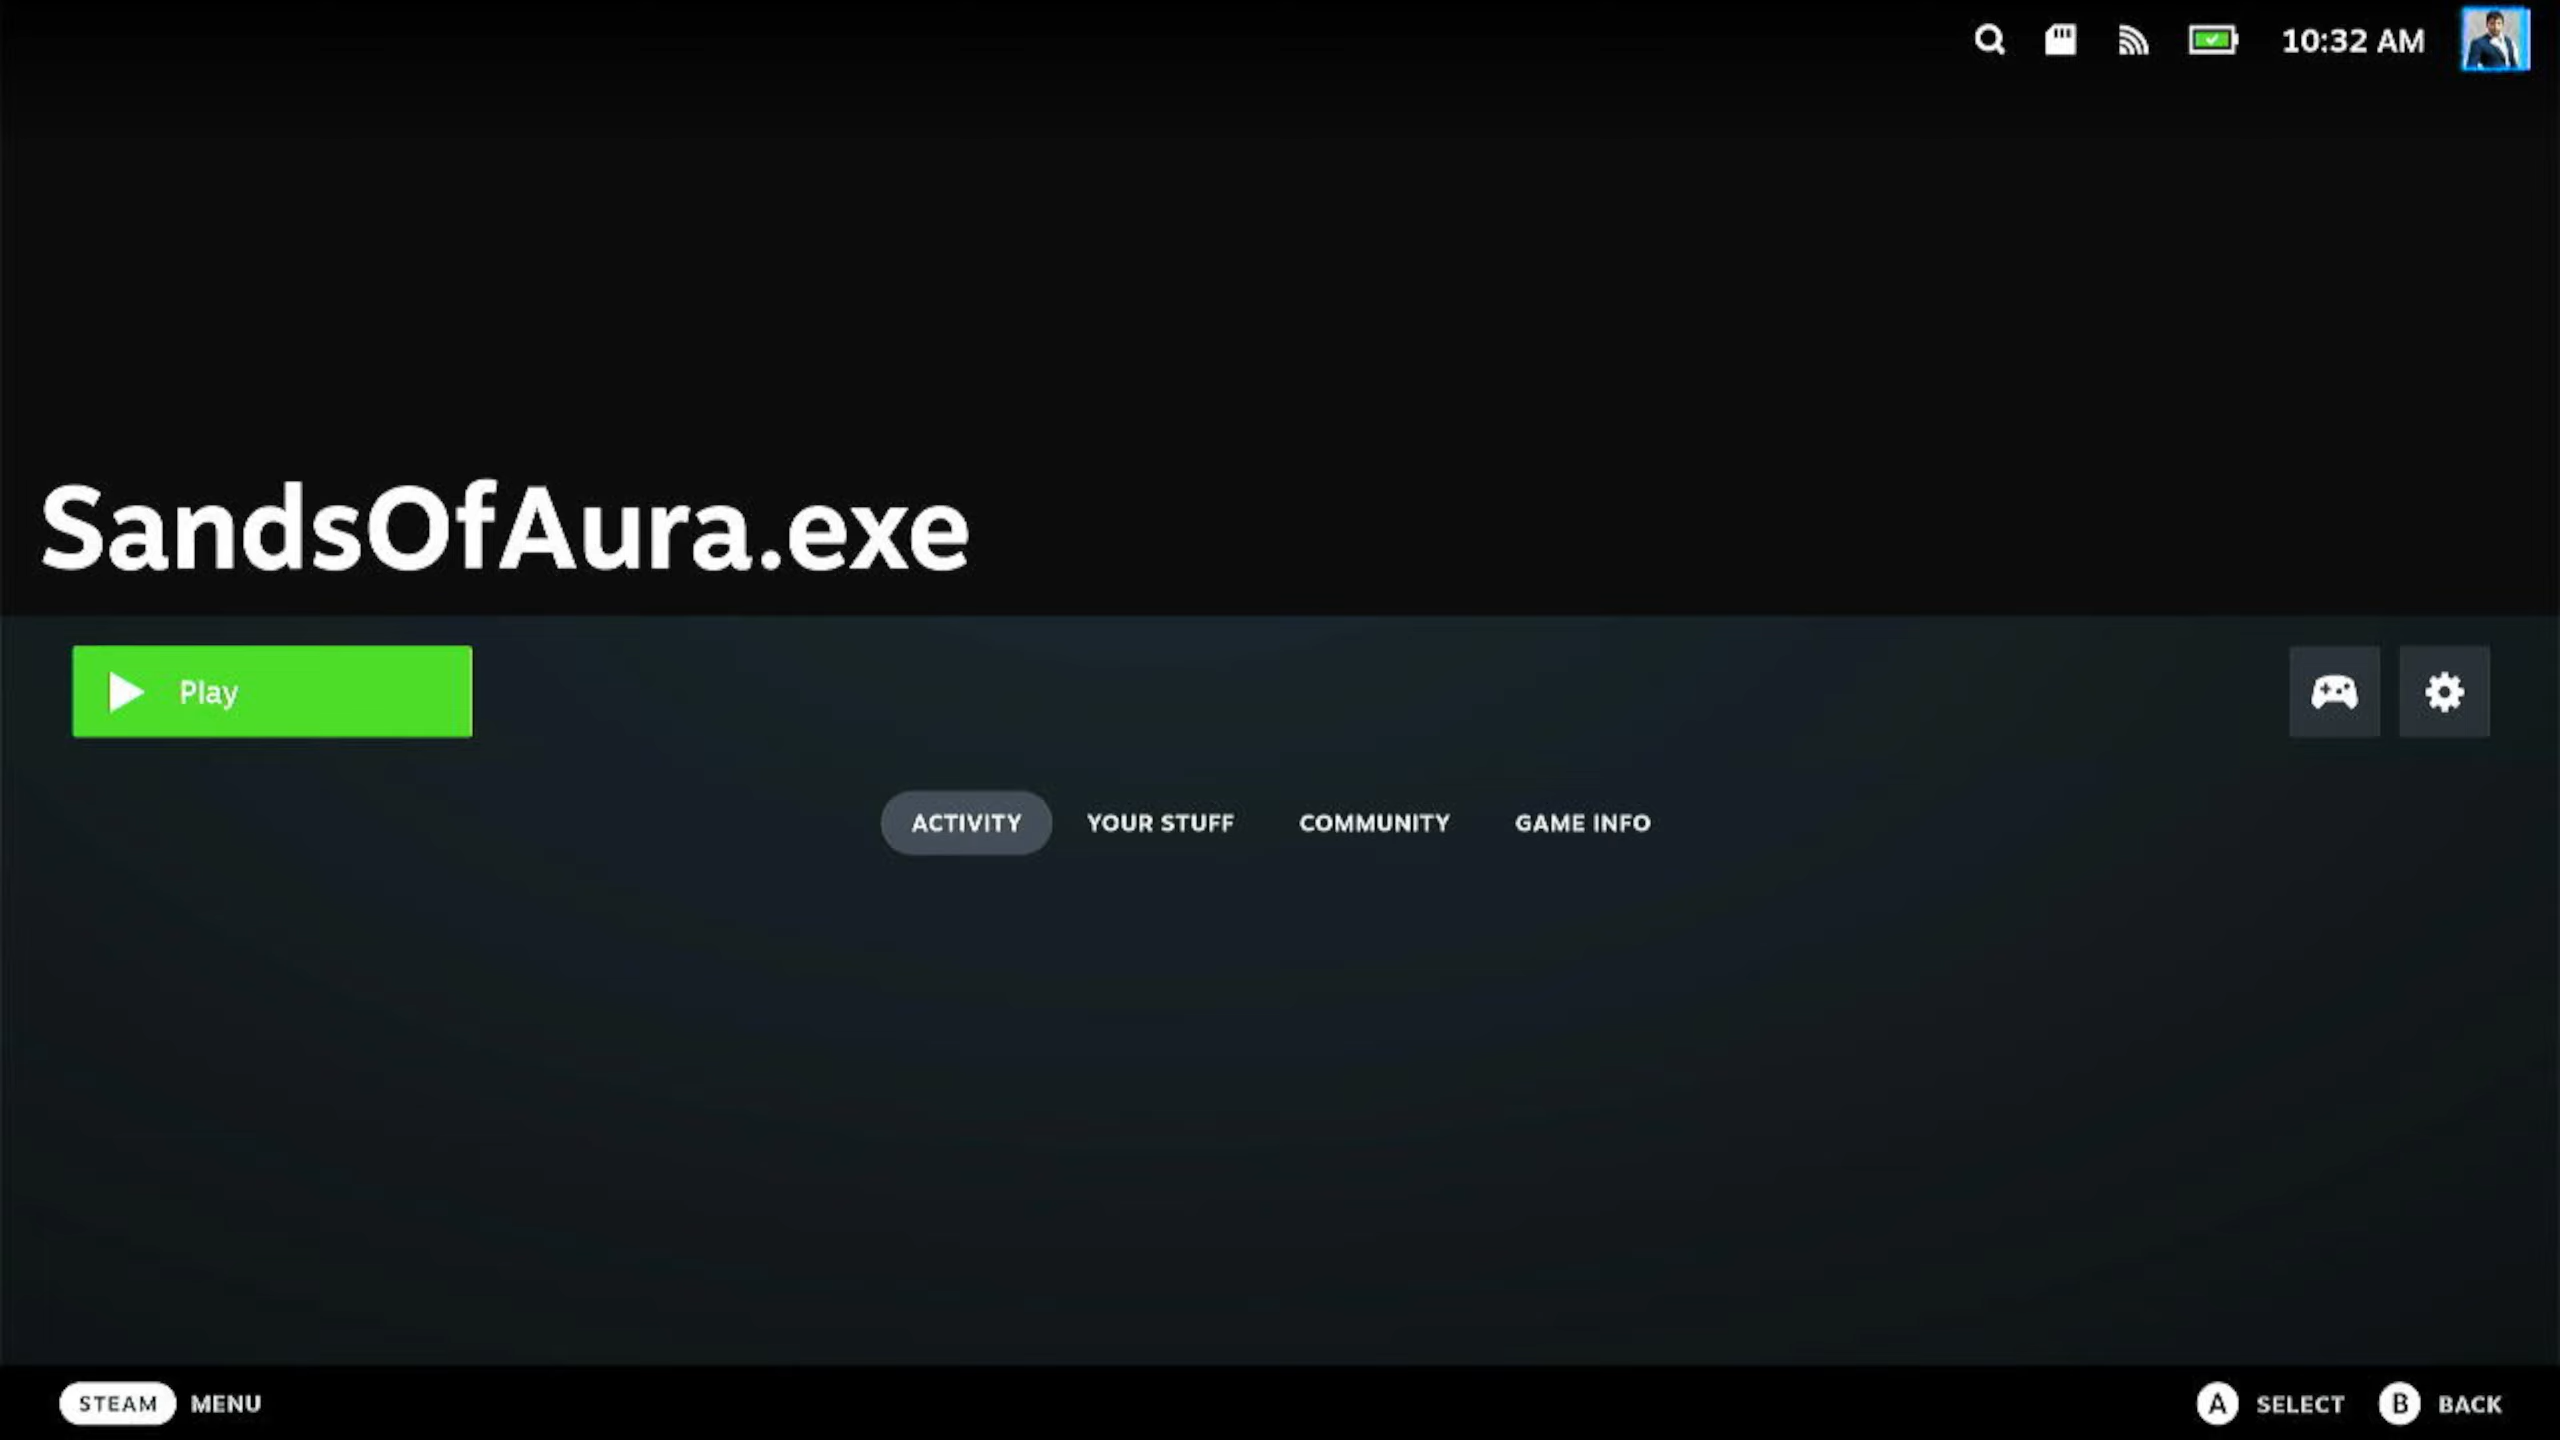 10:32 AM
SandsOfAura.exe
Play
ACTIVITY YOUR STUFF COMMUNITY GAME INFO
STEAM MENU A SELECT B BACK